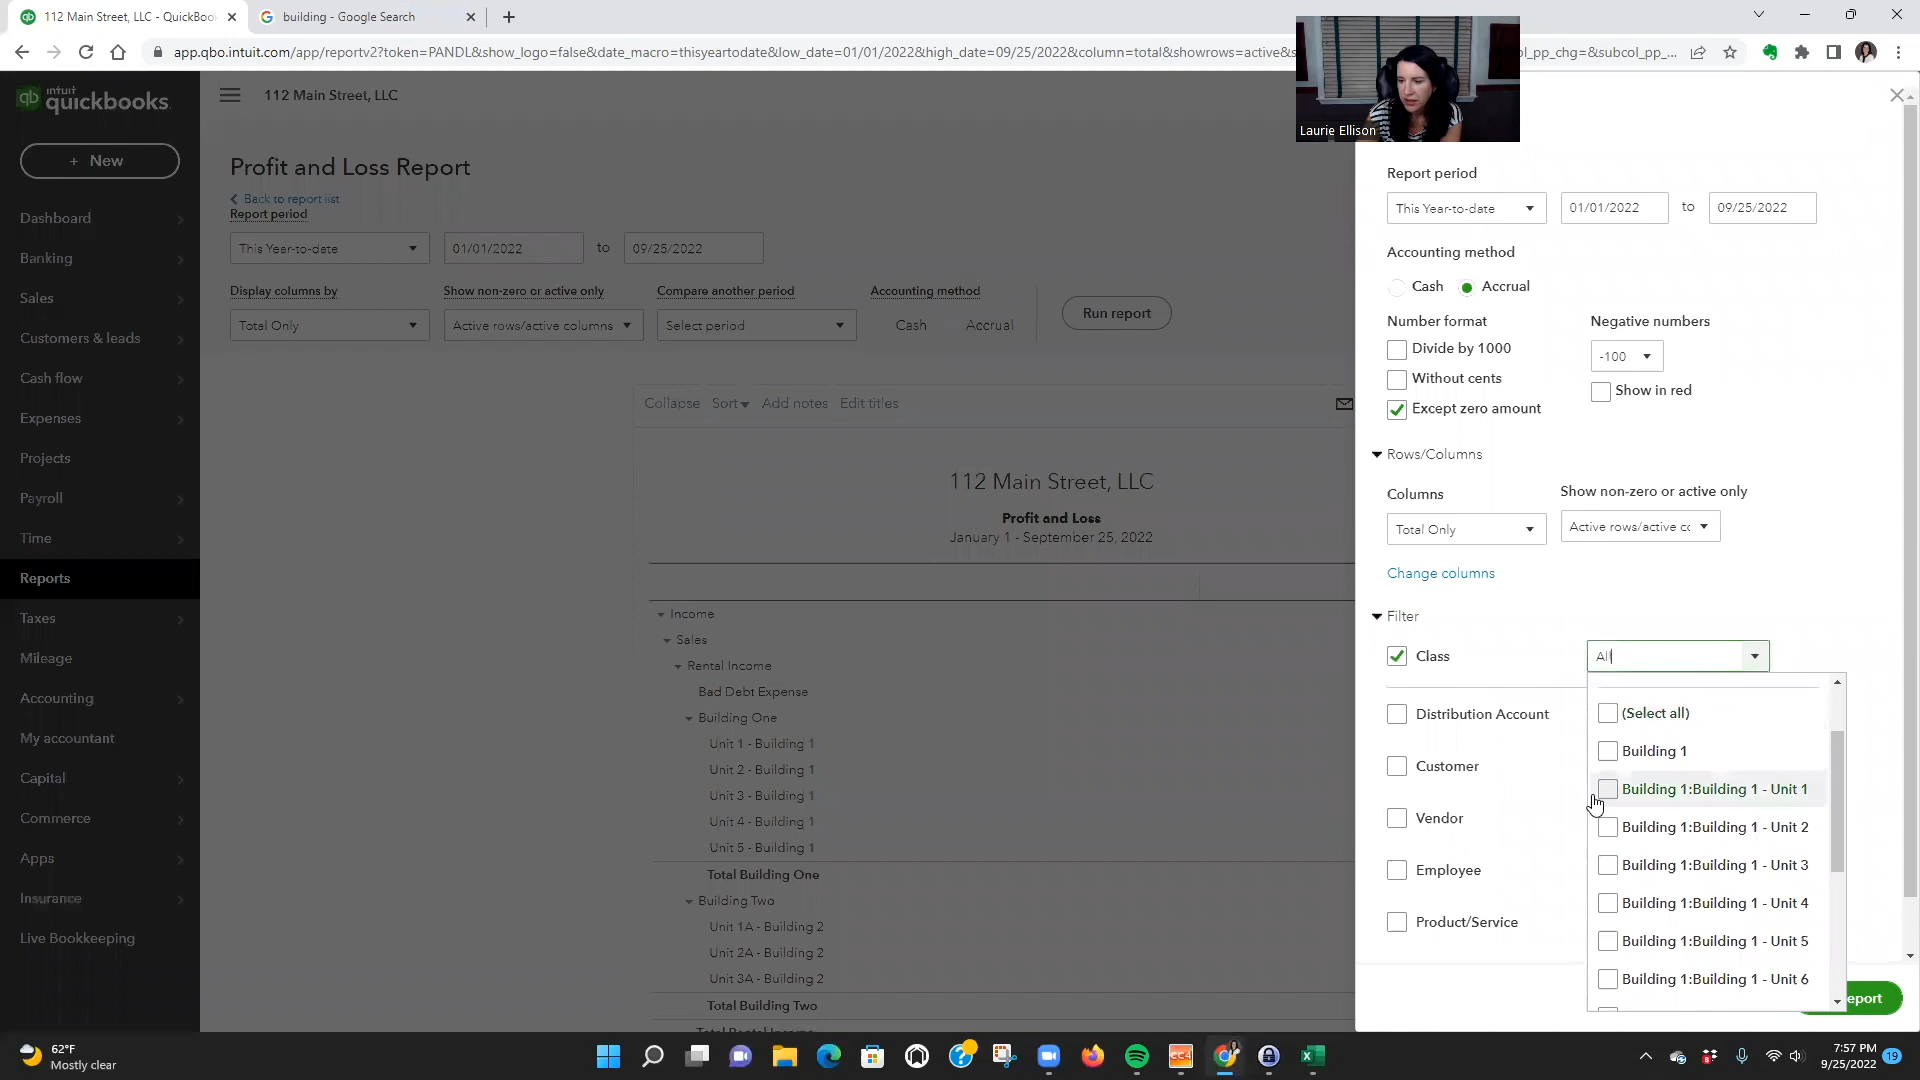 112 Main Street, LLC - QuickBook
building - Google Search
app.qbo.intuit.com/app/reportv2?token=PANDL&show_logo=false&date_macro=thisyeartodate&low_date=01/01/2022&high_date=09/25/2022&column=total&showrows=active&s
ol_pp_chg=&subcol_pp_...
Laurie Ellison
intuit
quickbooks.
112 Main Street, LLC
+ New
Dashboard
Banking
Sales
Customers & leads
Cash flow
Expenses
Projects
Payroll
Time
Reports
Taxes
Mileage
Accounting
My accountant
Capital
Commerce
Apps
Insurance
Live Bookkeeping
Profit and Loss Report
Back to report list
Report period
This Year-to-date
01/01/2022
to
09/25/2022
Display columns by
Show non-zero or active only
Compare another period
Accounting method
Total Only
Active rows/active columns
Select period
Cash
Accrual
Run report
Collapse
Sort
Add notes
Edit titles
112 Main Street, LLC
Profit and Loss
January 1 - September 25, 2022
Income
Sales
Rental Income
Bad Debt Expense
Building One
Unit 1 - Building 1
Unit 2 - Building 1
Unit 3 - Building 1
Unit 4 - Building 1
Unit 5 - Building 1
Total Building One
Building Two
Unit 1A - Building 2
Unit 2A - Building 2
Unit 3A - Building 2
Total Building Two
Total Rental Income
Report period
This Year-to-date
01/01/2022
to
09/25/2022
Accounting method
Cash
Accrual
Number format
Negative numbers
Divide by 1000
-100
Without cents
Show in red
Except zero amount
Rows/Columns
Columns
Show non-zero or active only
Total Only
Active rows/active cc
Change columns
Filter
Class
All
Distribution Account
Customer
Vendor
Employee
Product/Service
(Select all)
Building 1
Building 1:Building 1 - Unit 1
Building 1:Building 1 - Unit 2
Building 1:Building 1 - Unit 3
Building 1:Building 1 - Unit 4
Building 1:Building 1 - Unit 5
Building 1:Building 1 - Unit 6
eport
62°F
Mostly clear
CC4
7:57 PM
9/25/2022
19